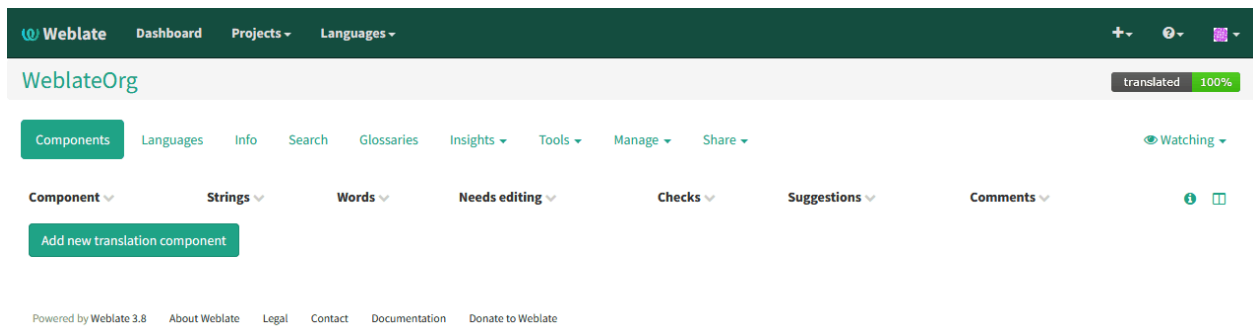 Weblate Dashboard Projects Languages
WeblateOrg translated 100%
Components Languages Info Search Glossaries Insights Tools Manage Share Watching
Component Strings Words Needs editing Checks Suggestions Comments
Add new translation component
Powered by Weblate 3.8 About Weblate Legal Contact Documentation Donate to Weblate